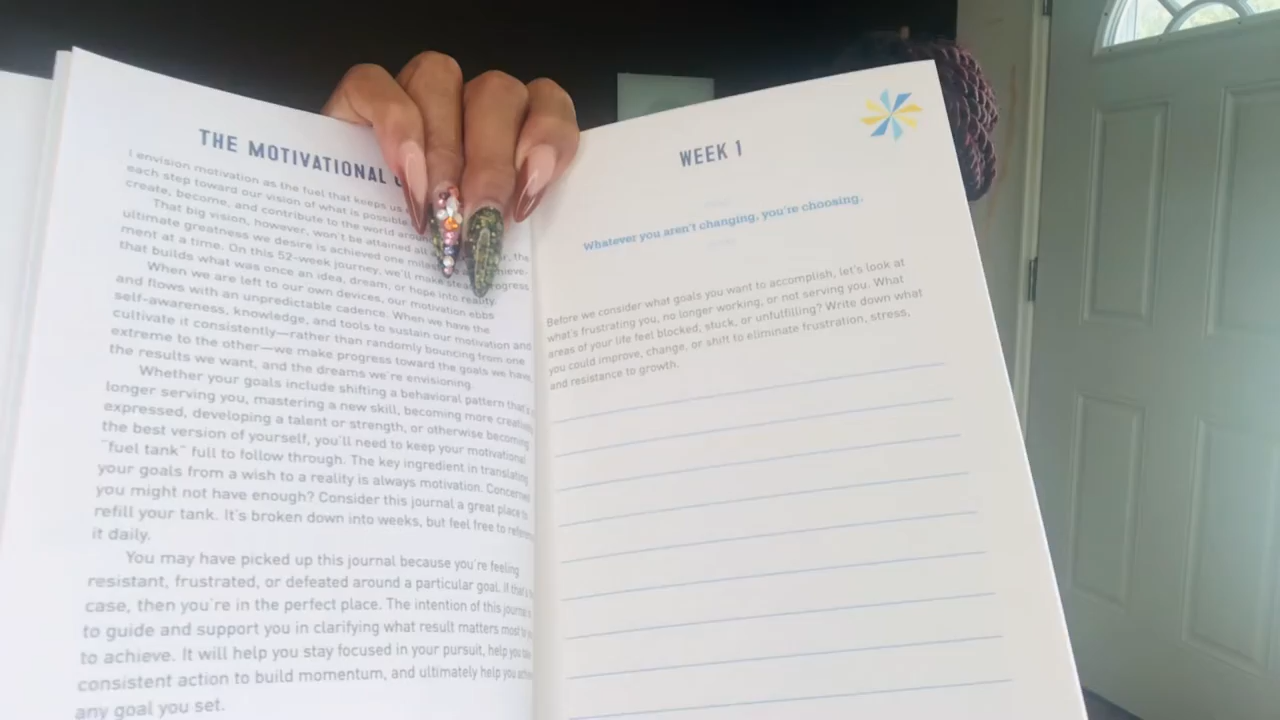 THE MOTIVATIONAL
I envision motivation as the fuel that keeps us
each step toward our vision of what is possible
create, become, and contribute to the world around
That big vision, however, won't be attained all the
ultimate greatness we desire is achieved one achieve-
ment at a time. On this 52-week journey, we'll make steady progress
that builds what was once an idea, dream, or hope into reality
When we are left to our own devices, our motivation ebbs
and flows with an unpredictable cadence. When we have the
self-awareness, knowledge, and tools to sustain our motivation and
cultivate it consistently—rather than randomly bouncing from one
extreme to the other—we make progress toward the goals we have,
the results we want, and the dreams we're envisioning.
Whether your goals include shifting a behavioral pattern that's
longer serving you, mastering a new skill, becoming more
expressed, developing a talent or strength, or otherwise becoming
the best version of yourself, you'll need to keep your motivational
"fuel tank" full to follow through. The key ingredient in translating
your goals from a wish to a reality is always motivation. Concerned
you might not have enough? Consider this journal a great place to
refill your tank. It's broken down into weeks, but feel free to
it daily.
You may have picked up this journal because you're feeling
resistant, frustrated, or defeated around a particular goal. If that's
case, then you're in the perfect place. The intention of this journal
to guide and support you in clarifying what result matters most
to achieve. It will help you stay focused in your pursuit, help you
consistent action to build momentum, and ultimately help you
any goal you set.
WEEK 1
Whatever you aren't changing, you're choosing.
Before we consider what goals you want to accomplish, let's look at
what's frustrating you, no longer working, or not serving you. What
areas of your life feel blocked, stuck, or unfulfilling? Write down what
you could improve, change, or shift to eliminate frustration, stress,
and resistance to growth.